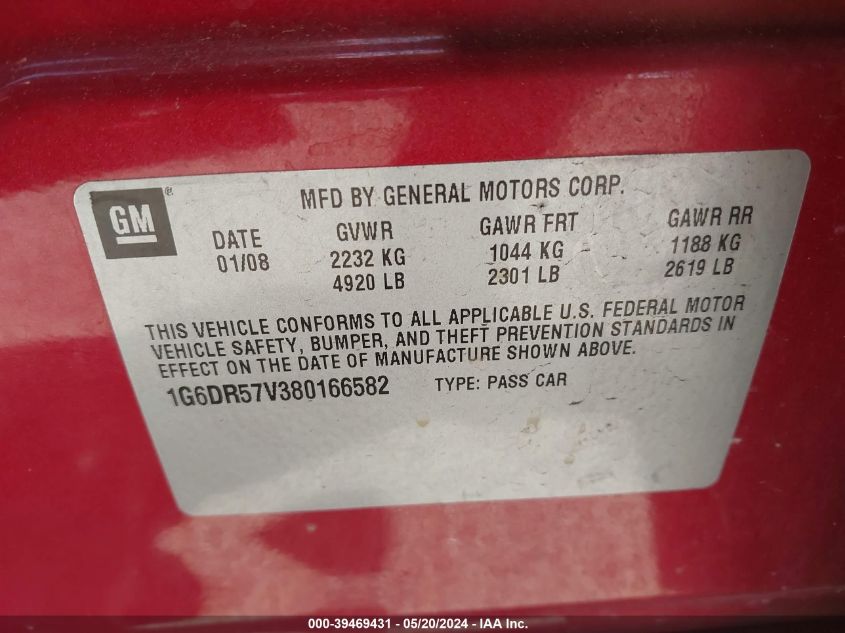 GM®
MFD BY GENERAL MOTORS CORP.
DATE GVWR GAWR FRT GAWR RR
01/08 2232 KG 1044 KG 1188 KG
4920 LB 2301 LB 2619 LB
THIS VEHICLE CONFORMS TO ALL APPLICABLE U.S. FEDERAL MOTOR
VEHICLE SAFETY, BUMPER, AND THEFT PREVENTION STANDARDS IN
EFFECT ON THE DATE OF MANUFACTURE SHOWN ABOVE.
1G6DR57V380166582 TYPE: PASS CAR
000-39469431 - 05/20/2024 - IAA, Inc.